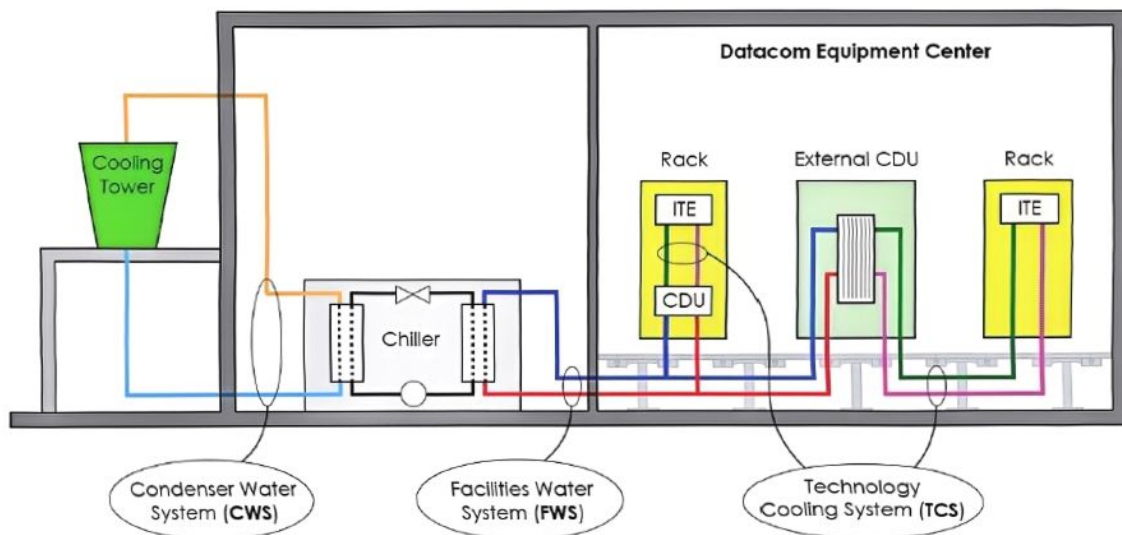 Datacom Equipment Center
Cooling
Tower
Rack
External CDU
Rack
ITE
ITE
CDU
Chiller
Condenser Water
System (CWS)
Facilities Water
System (FWS)
Technology
Cooling System (TCS)